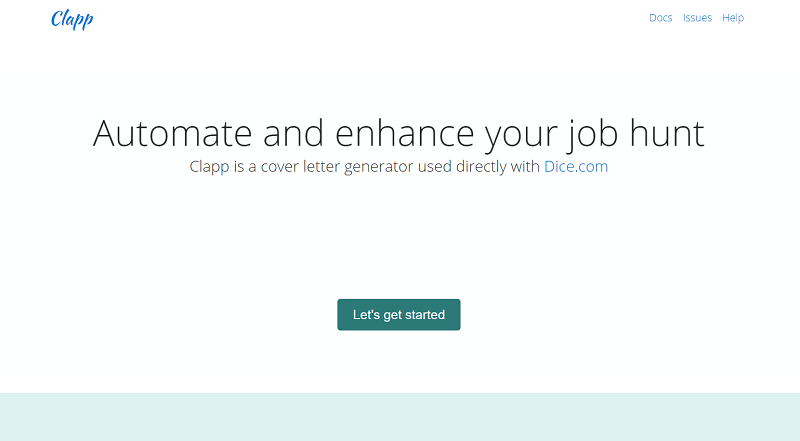 Clapp
Docs Issues Help
Automate and enhance your job hunt
Clapp is a cover letter generator used directly with Dice.com
Let's get started